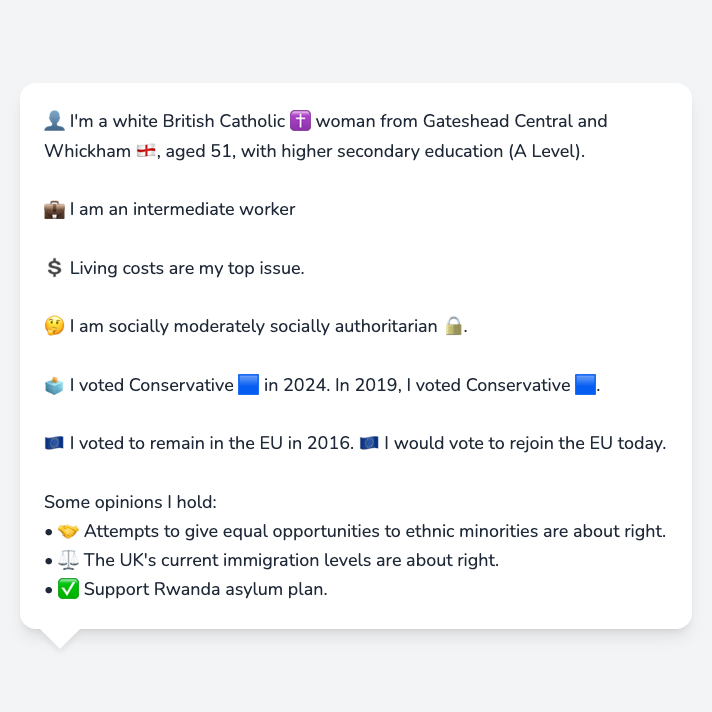 👤 I'm a white British Catholic ✝️ woman from Gateshead Central and
Whickham 🏴󠁧󠁢󠁥󠁮󠁧󠁿, aged 51, with higher secondary education (A Level).
💼 I am an intermediate worker
💲 Living costs are my top issue.
🤔 I am socially moderately socially authoritarian 🔒.
🗳️ I voted Conservative 🟦 in 2024. In 2019, I voted Conservative 🟦.
🇪🇺 I voted to remain in the EU in 2016. 🇪🇺 I would vote to rejoin the EU today.
Some opinions I hold:
• 🤝 Attempts to give equal opportunities to ethnic minorities are about right.
• ⚖️ The UK's current immigration levels are about right.
• ✅ Support Rwanda asylum plan.